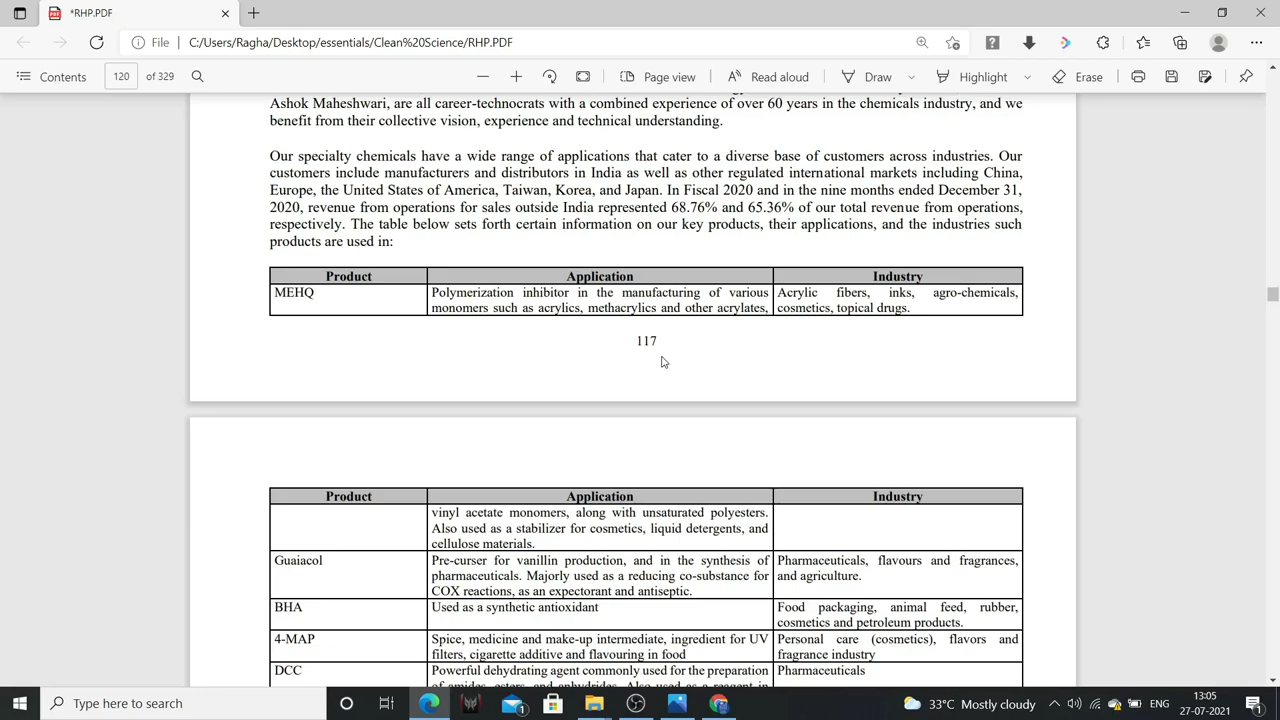 *RHP.PDF
File
C:/Users/Ragha/Desktop/essentials/Clean%20Science/RHP.PDF
Contents
120
of 329
Page view
Read aloud
Draw
Highlight
Erase
Ashok Maheshwari, are all career-technocrats with a combined experience of over 60 years in the chemicals industry, and we
benefit from their collective vision, experience and technical understanding.
Our specialty chemicals have a wide range of applications that cater to a diverse base of customers across industries. Our
customers include manufacturers and distributors in India as well as other regulated international markets including China,
Europe, the United States of America, Taiwan, Korea, and Japan. In Fiscal 2020 and in the nine months ended December 31,
2020, revenue from operations for sales outside India represented 68.76% and 65.36% of our total revenue from operations,
respectively. The table below sets forth certain information on our key products, their applications, and the industries such
products are used in:
Product Application Industry
MEHQ Polymerization inhibitor in the manufacturing of various Acrylic fibers, inks, agro-chemicals,
monomers such as acrylics, methacrylics and other acrylates, cosmetics, topical drugs.
117
Product Application Industry
vinyl acetate monomers, along with unsaturated polyesters.
Also used as a stabilizer for cosmetics, liquid detergents, and
cellulose materials.
Guaiacol Pre-curser for vanillin production, and in the synthesis of Pharmaceuticals, flavours and fragrances,
pharmaceuticals. Majorly used as a reducing co-substance for and agriculture.
COX reactions, as an expectorant and antiseptic.
BHA Used as a synthetic antioxidant Food packaging, animal feed, rubber,
cosmetics and petroleum products.
4-MAP Spice, medicine and make-up intermediate, ingredient for UV Personal care (cosmetics), flavors and
filters, cigarette additive and flavouring in food fragrance industry
DCC Powerful dehydrating agent commonly used for the preparation Pharmaceuticals
of amides, esters, and anhydrides. Also used as a reagent in
Type here to search
33°C Mostly cloudy
ENG
13:05
27-07-2021